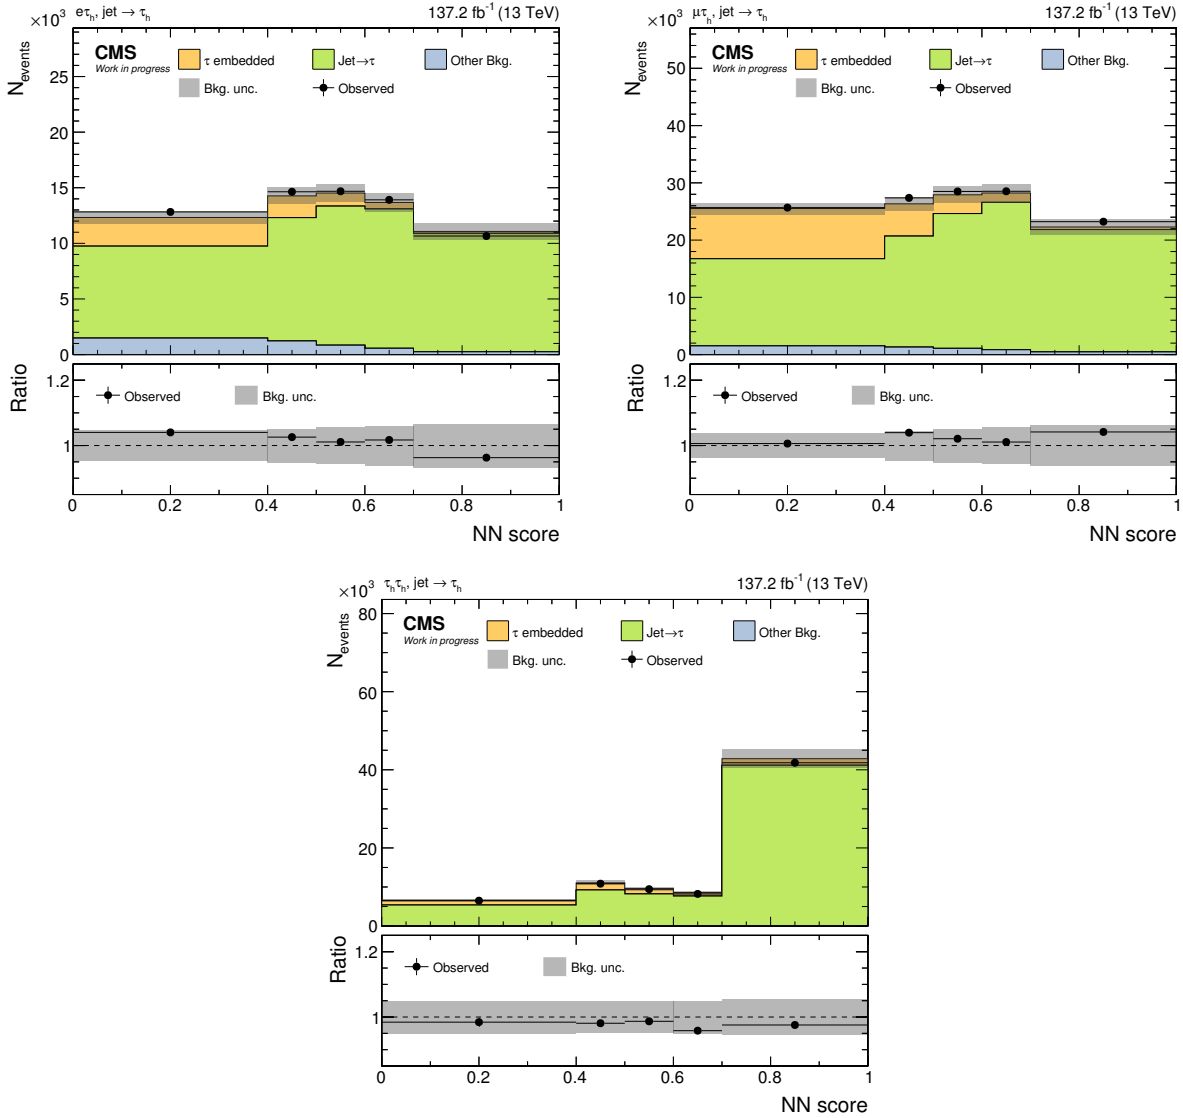 ×10³ eτh, jet → τh 137.2 fb⁻¹ (13 TeV)
Nevents
CMS
Work in progress
τ embedded Jet→τ Other Bkg.
Bkg. unc. Observed
25
20
15
10
5
0
Ratio
Observed Bkg. unc.
1.2
1
0 0.2 0.4 0.6 0.8 1
NN score
×10³ μτh, jet → τh 137.2 fb⁻¹ (13 TeV)
Nevents
CMS
Work in progress
τ embedded Jet→τ Other Bkg.
Bkg. unc. Observed
50
40
30
20
10
0
Ratio
Observed Bkg. unc.
1.2
1
0 0.2 0.4 0.6 0.8 1
NN score
×10³ τhτh, jet → τh 137.2 fb⁻¹ (13 TeV)
Nevents
CMS
Work in progress
τ embedded Jet→τ Other Bkg.
Bkg. unc. Observed
80
60
40
20
0
Ratio
Observed Bkg. unc.
1.2
1
0 0.2 0.4 0.6 0.8 1
NN score